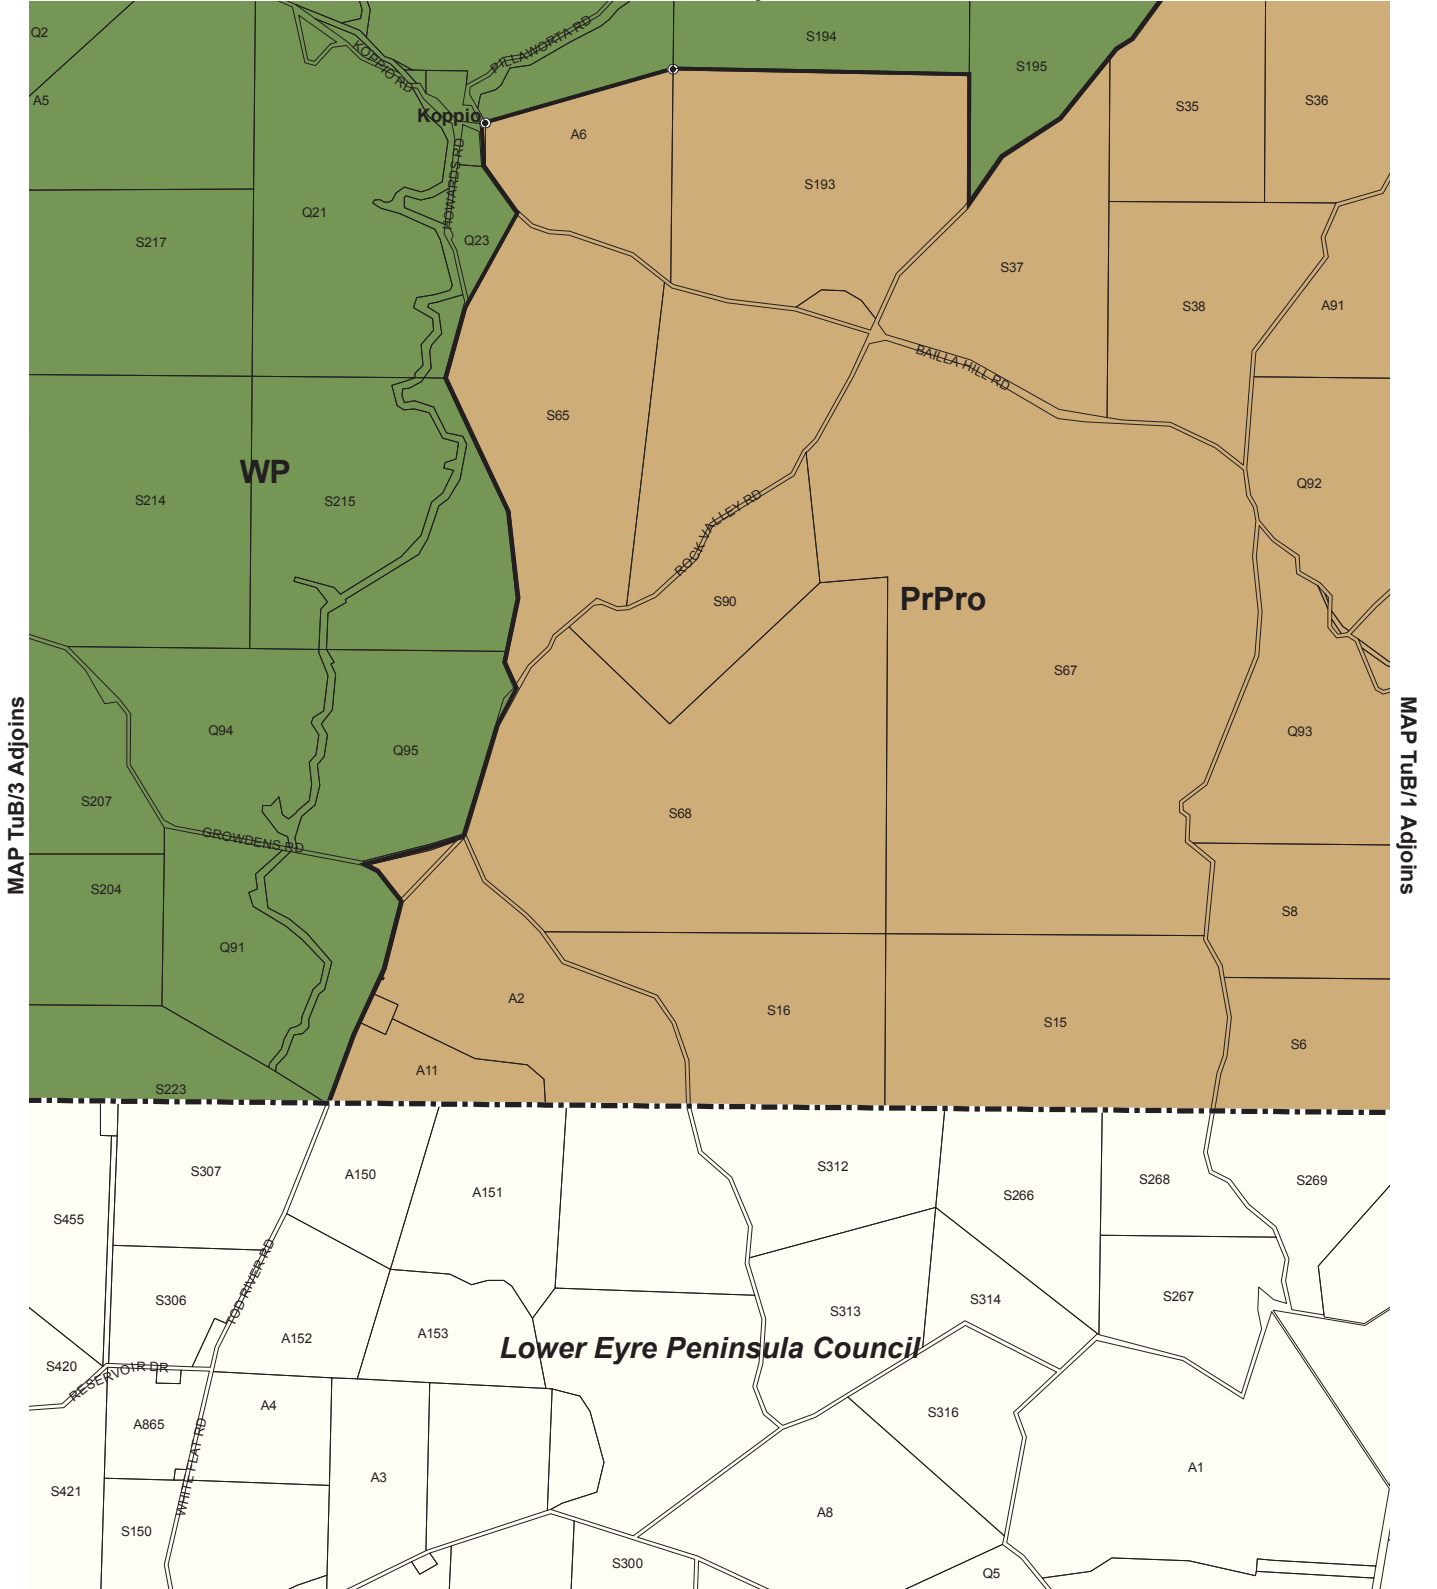 Q2
S194
S195
A5
S35
S36
KOPPIO RD
PILLAWORTA RD
Koppio
A6
S193
HOWARDS RD
Q21
S217
Q23
S37
S38
A91
BAILLA HILL RD
S65
WP
S214
S215
Q92
ROCK VALLEY RD
S90
PrPro
S67
MAP TuB/3 Adjoins
MAP TuB/1 Adjoins
Q94
Q95
Q93
S207
S68
GROWDENS RD
S204
S8
Q91
A2
S16
S15
S6
A11
S223
S307
A150
A151
S312
S266
S268
S269
S455
TOD RIVER RD
S306
A152
A153
S313
S314
S267
Lower Eyre Peninsula Council
S420
RESERVOIR DR
A865
A4
S316
WHITE FLAT RD
A3
A1
S421
A8
S150
S300
Q5